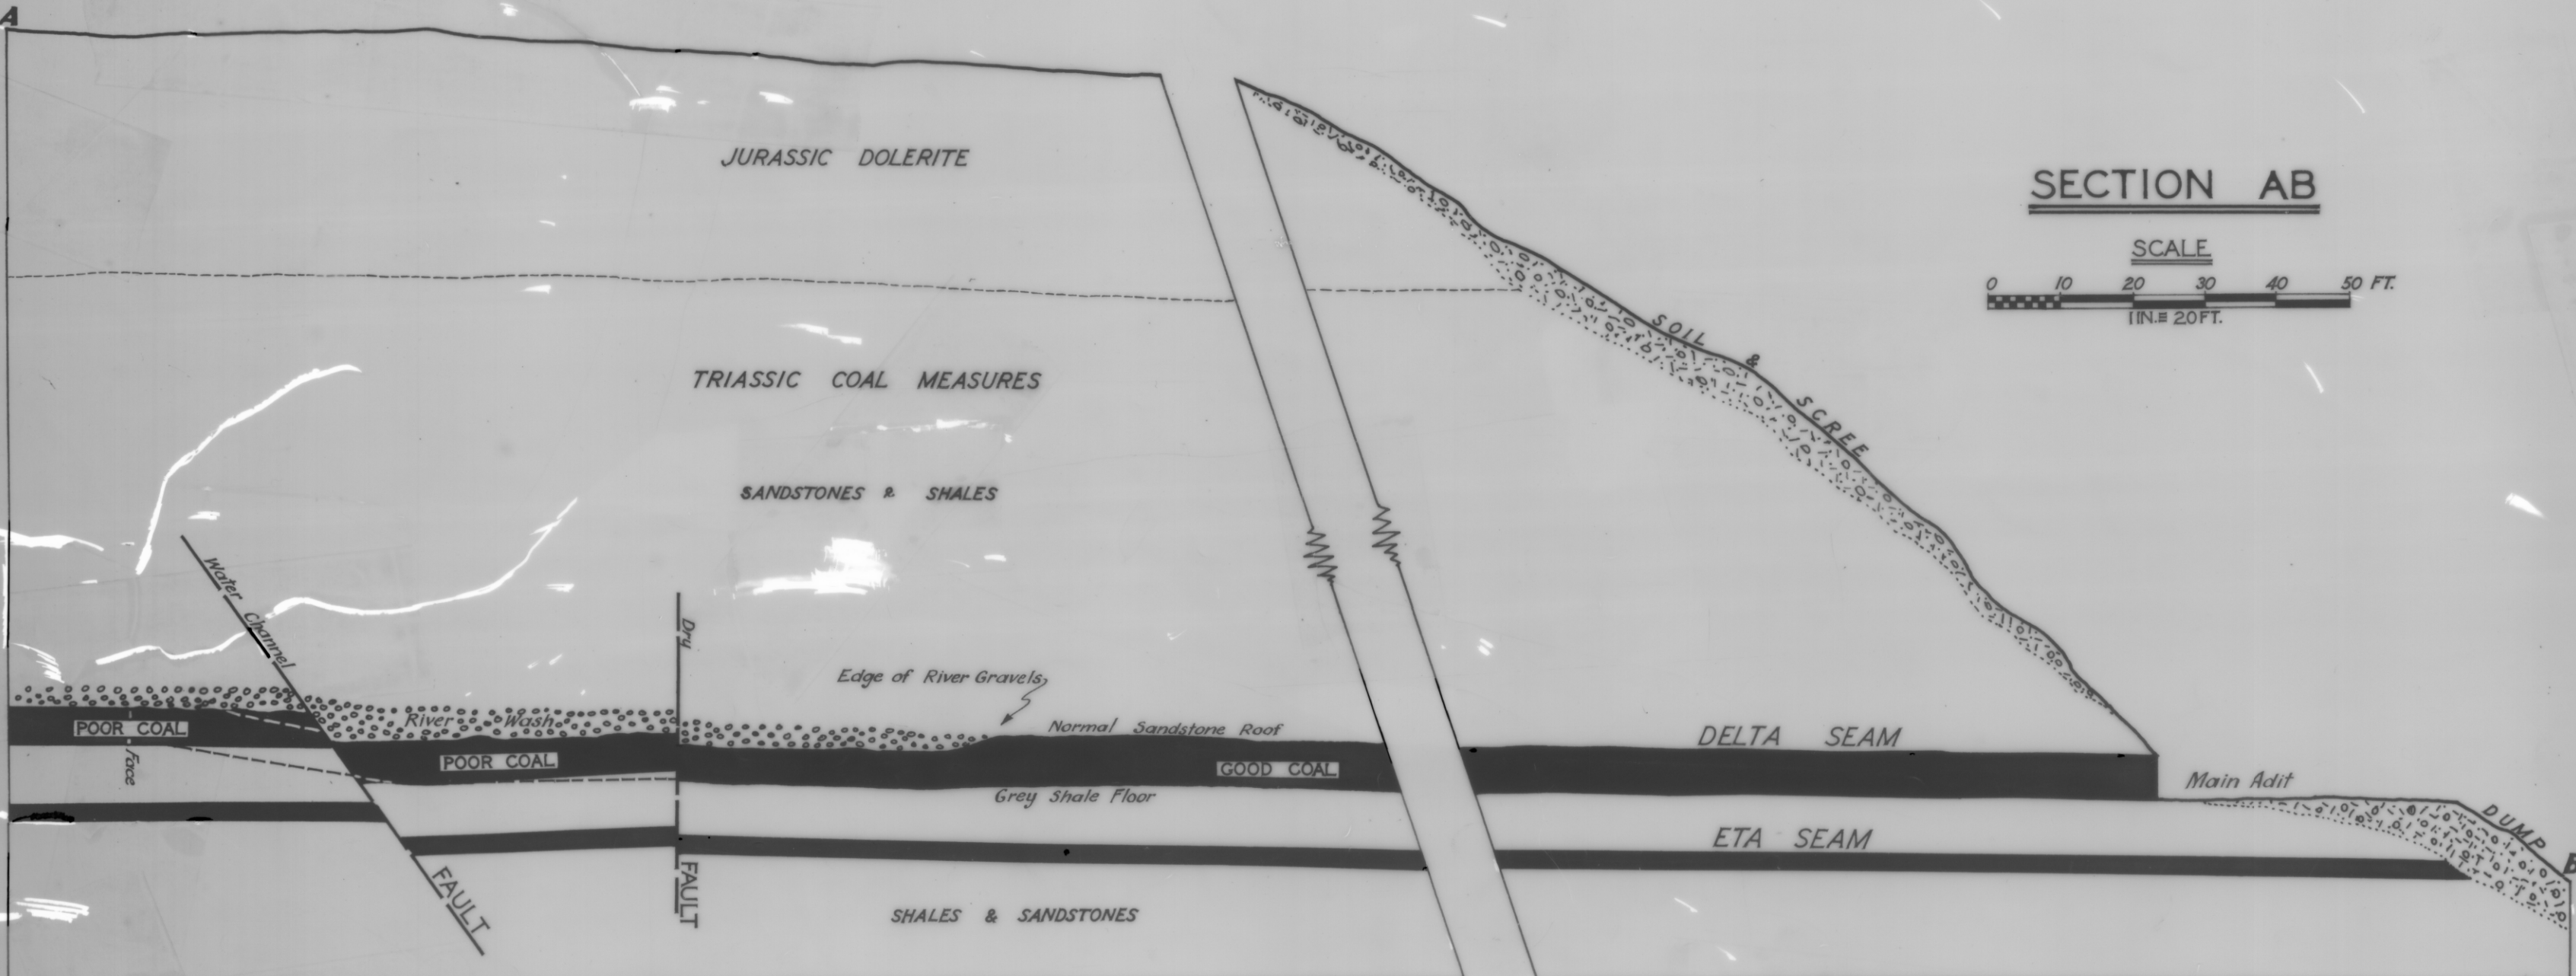 A
JURASSIC DOLERITE
SECTION AB
SCALE
0 10 20 30 40 50 FT.
1 IN. ≡ 20 FT.
SOIL & SCREE
TRIASSIC COAL MEASURES
SANDSTONES & SHALES
Water Channel
Dry
Edge of River Gravels
River Wash
Normal Sandstone Roof
DELTA SEAM
POOR COAL
Face
POOR COAL
GOOD COAL
Grey Shale Floor
Main Adit
DUMP
ETA SEAM
B
FAULT
FAULT
SHALES & SANDSTONES